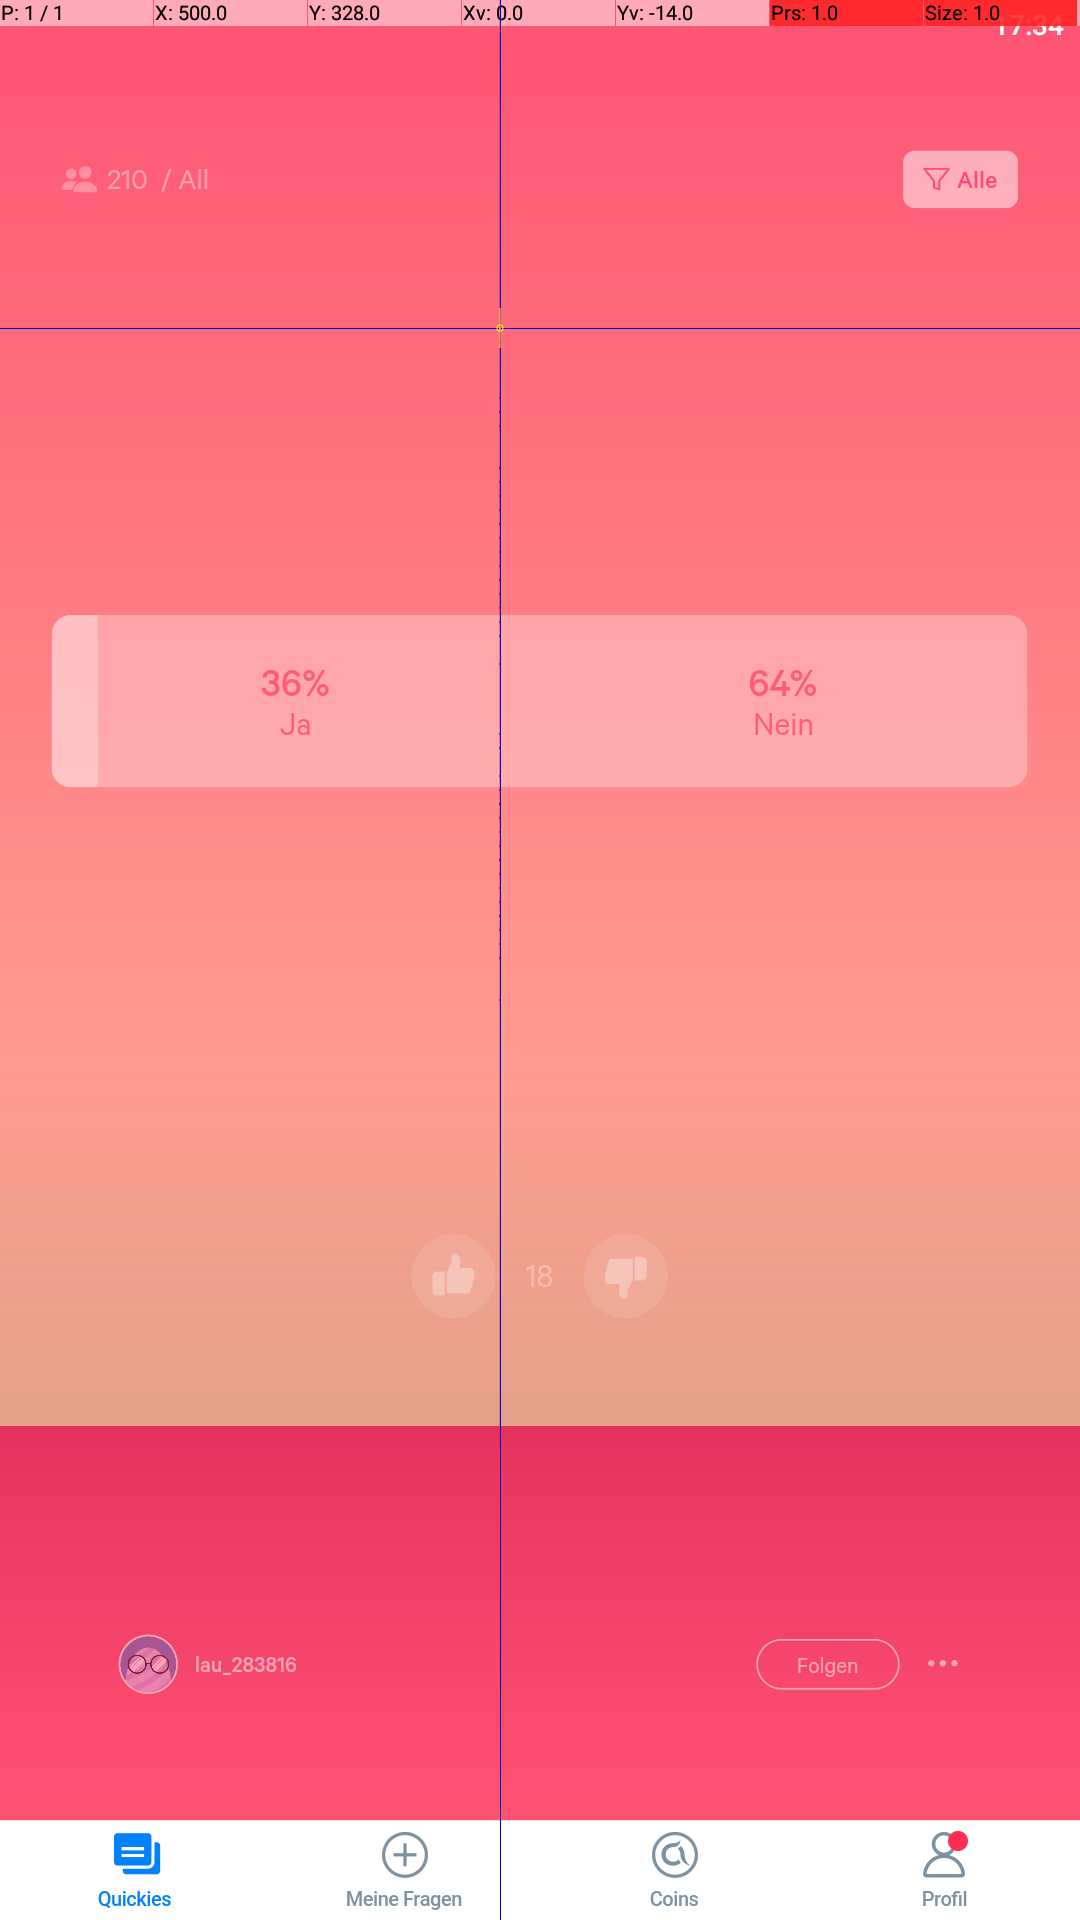 P: 1 / 1 X: 500.0 Y: 328.0 Xv: 0.0 Yv: -14.0 Prs: 1.0 Size: 1.0
17:34
210 / All
Alle
36% 64%
Ja Nein
18
lau_283816 Folgen
Quickies Meine Fragen Coins Profil